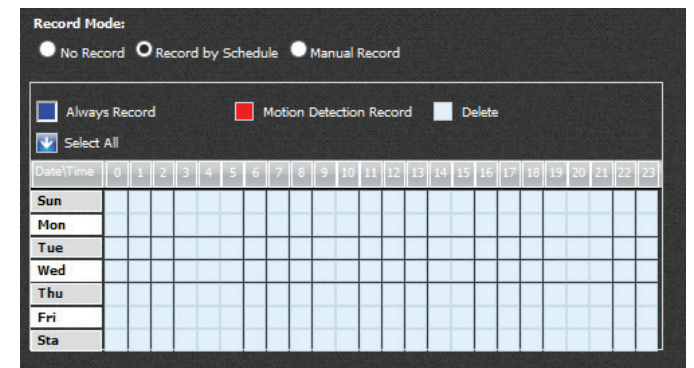 Record Mode:
No Record Record by Schedule Manual Record
Always Record Motion Detection Record Delete
Select All
Date\Time 0 1 2 3 4 5 6 7 8 9 10 11 12 13 14 15 16 17 18 19 20 21 22 23
Sun
Mon
Tue
Wed
Thu
Fri
Sta